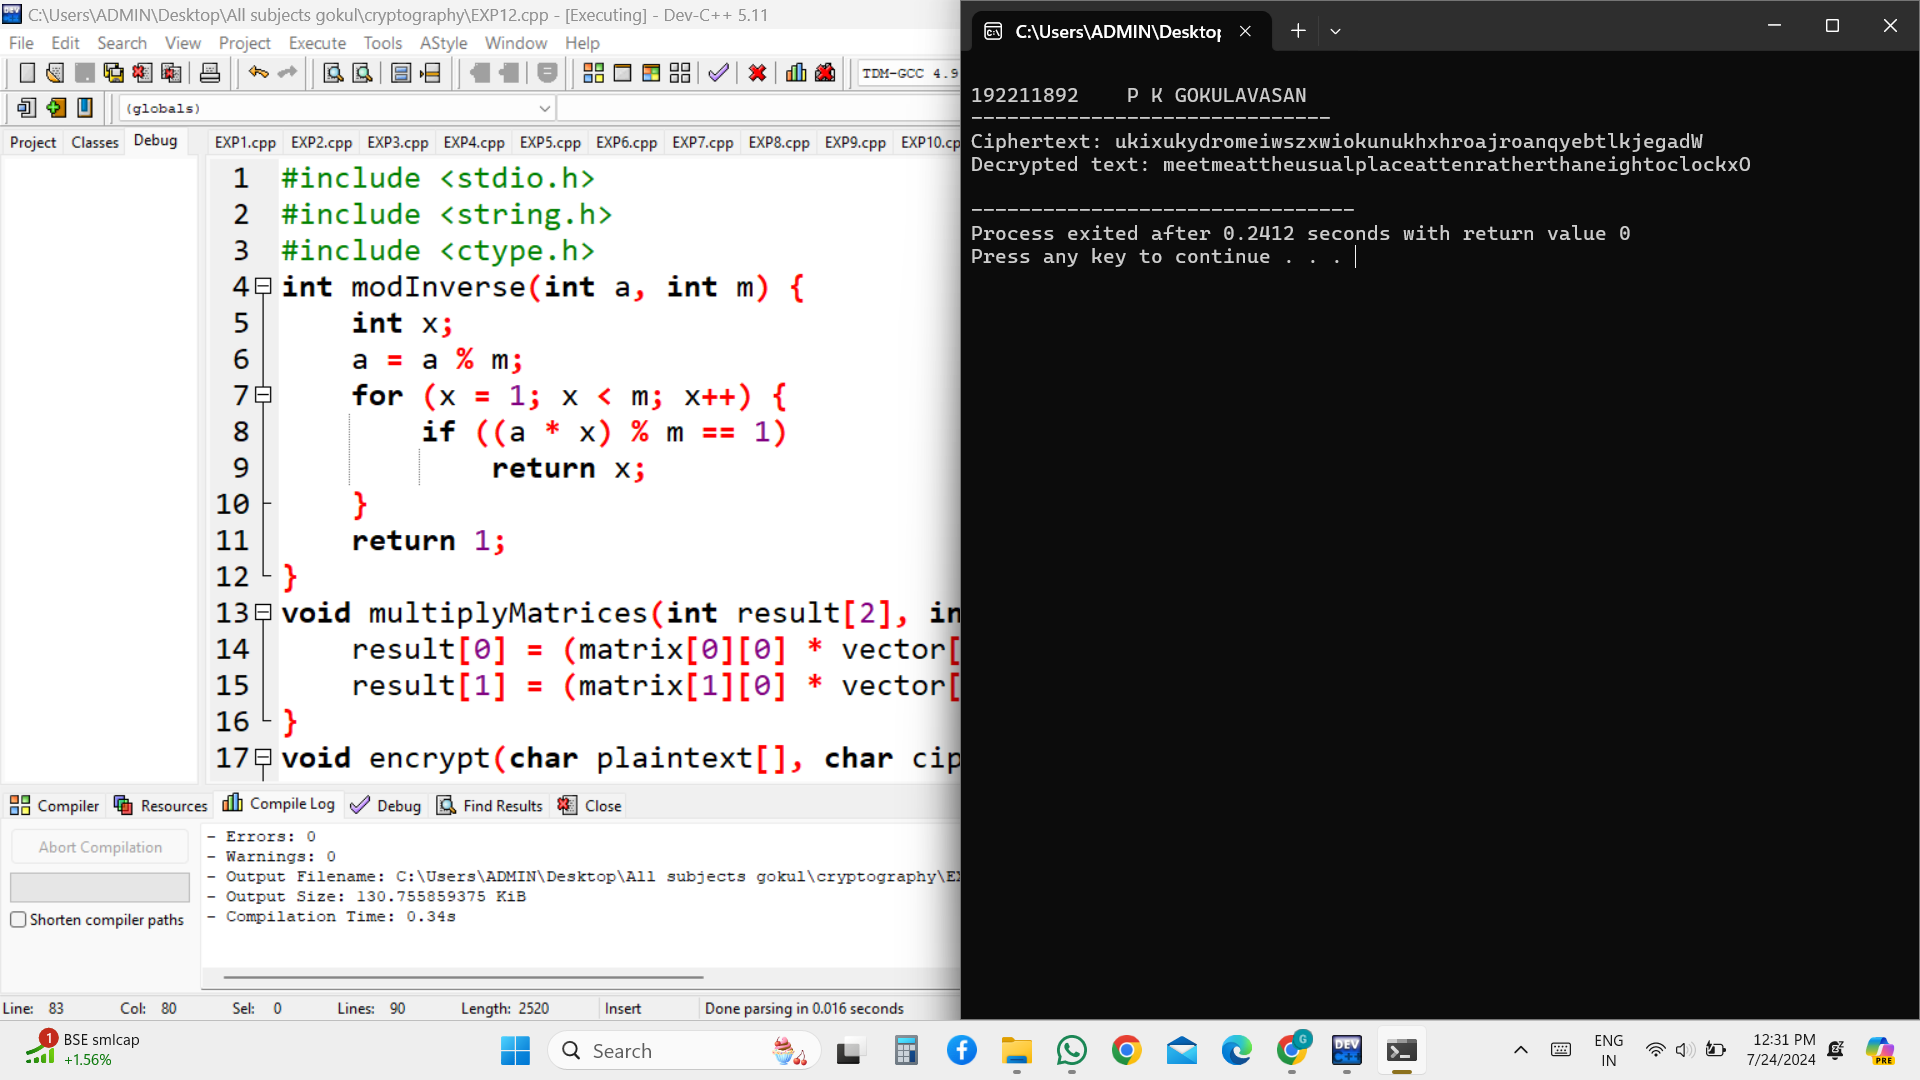 C:\Users\ADMIN\Desktop\All subjects gokul\cryptography\EXP12.cpp - [Executing] - Dev-C++ 5.11
File Edit Search View Project Execute Tools AStyle Window Help
TDM-GCC 4.9
(globals)
Project Classes Debug
EXP1.cpp EXP2.cpp EXP3.cpp EXP4.cpp EXP5.cpp EXP6.cpp EXP7.cpp EXP8.cpp EXP9.cpp EXP10.cp
1 #include <stdio.h>
2 #include <string.h>
3 #include <ctype.h>
4 int modInverse(int a, int m) {
5 int x;
6 a = a % m;
7 for (x = 1; x < m; x++) {
8 if ((a * x) % m == 1)
9 return x;
10 }
11 return 1;
12 }
13 void multiplyMatrices(int result[2], in
14 result[0] = (matrix[0][0] * vector[
15 result[1] = (matrix[1][0] * vector[
16 }
17 void encrypt(char plaintext[], char cip
Compiler Resources Compile Log Debug Find Results Close
Abort Compilation
Shorten compiler paths
- Errors: 0
- Warnings: 0
- Output Filename: C:\Users\ADMIN\Desktop\All subjects gokul\cryptography\EX
- Output Size: 130.755859375 KiB
- Compilation Time: 0.34s
Line: 83 Col: 80 Sel: 0 Lines: 90 Length: 2520 Insert Done parsing in 0.016 seconds
C:\Users\ADMIN\Desktop
192211892 P K GOKULAVASAN
------------------------------
Ciphertext: ukixukydromeiwszxwiokunukhxhroajroanqyebtlkjegadW
Decrypted text: meetmeattheusualplaceattenratherthaneightoclockxO
--------------------------------
Process exited after 0.2412 seconds with return value 0
Press any key to continue . . .
1
BSE smlcap
+1.56%
Search
G
DEV
C++
PRE
ENG
IN
12:31 PM
7/24/2024